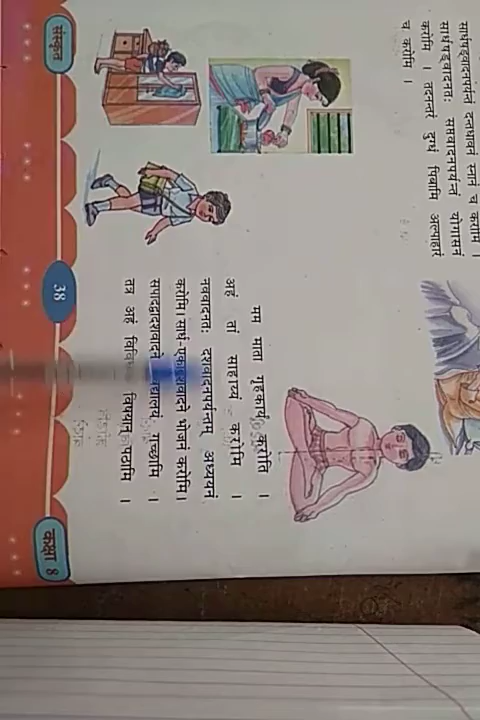 सार्धषड्वादनपर्यन्तं दन्तधावनं स्नानं च करोमि ।
सार्धषड्वादनतः सप्तवादनपर्यन्तं योगासनं
करोमि । तदनन्तरं दुग्धं पिबामि अल्पाहारं
च करोमि ।
मम माता गृहकार्यं करोति ।
अहं तां साहाय्यं करोमि ।
नववादनतः दशवादनपर्यन्तम् अध्ययनं
करोमि। सार्ध-एकादशवादने भोजनं करोमि।
सपादद्वादशवादने गच्छामि ।
तत्र अहं पठामि ।
संस्कृत
38
कक्षा 8